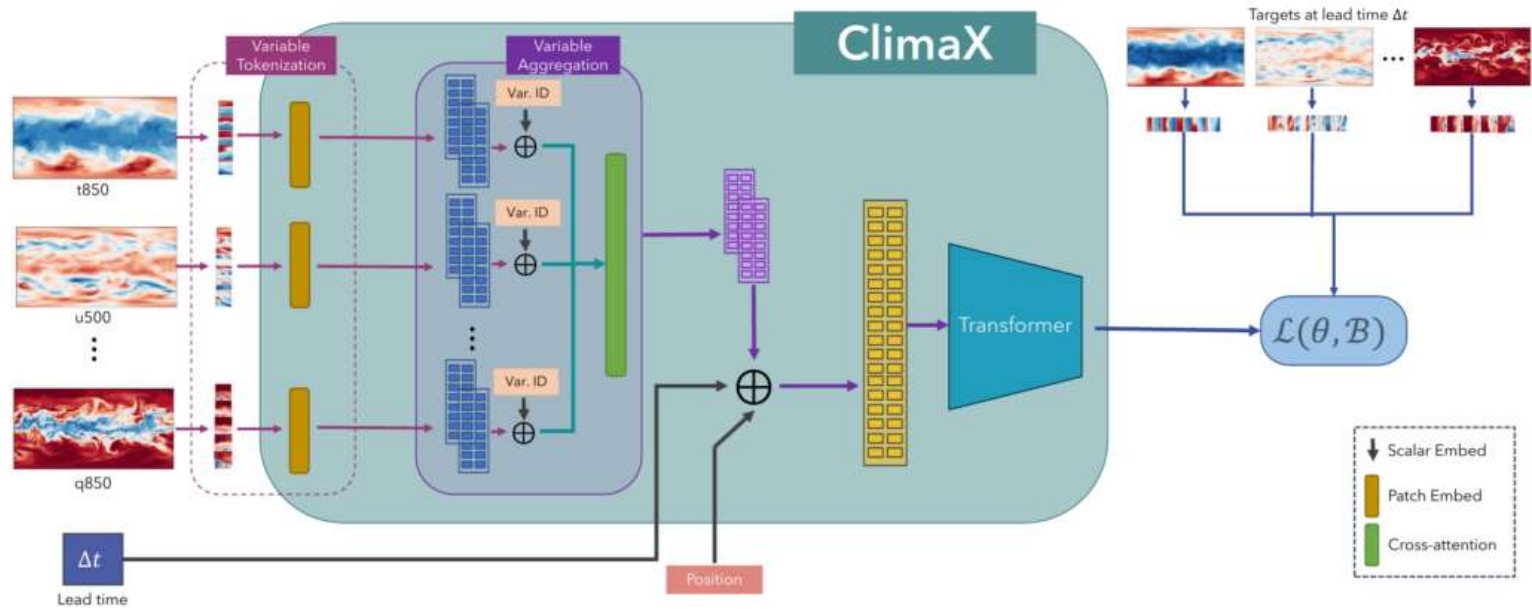 Targets at lead time Δt
ClimaX
Variable
Tokenization
Variable
Aggregation
Var. ID
t850
Var. ID
u500
Var. ID
q850
Transformer
ℒ(θ, ℬ)
Scalar Embed
Patch Embed
Cross-attention
Δt
Lead time
Position